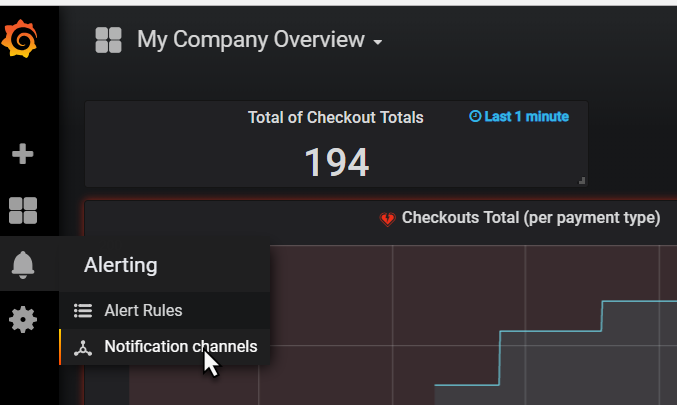 My Company Overview
Total of Checkout Totals
Last 1 minute
194
Checkouts Total (per payment type)
Alerting
Alert Rules
Notification channels